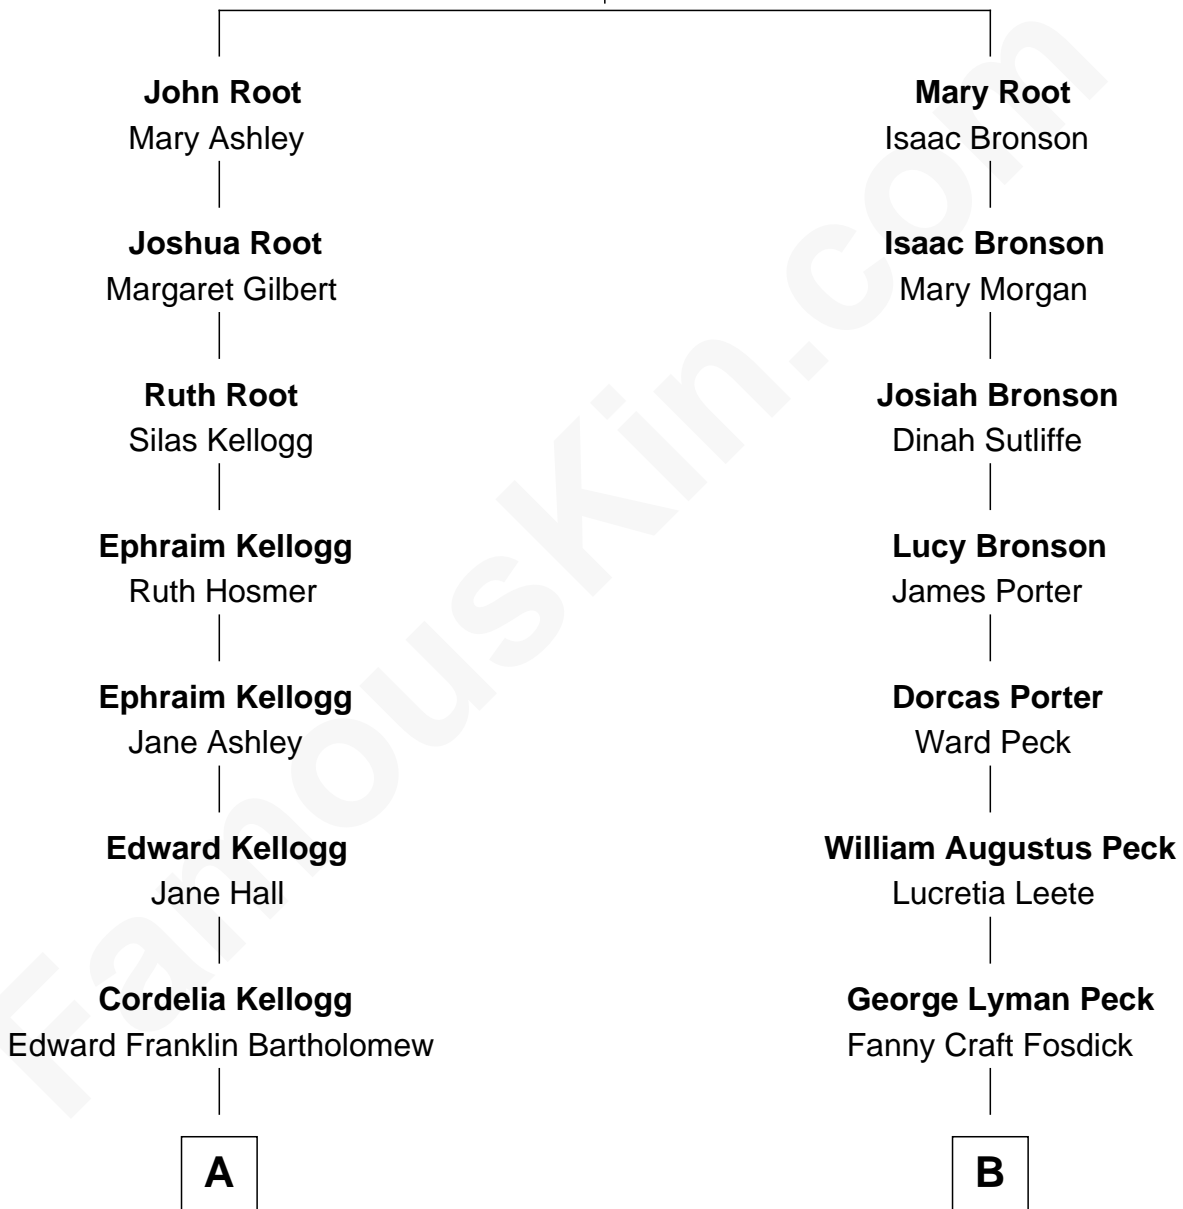 John Root
Mary Ashley
Joshua Root
Margaret Gilbert
Ruth Root
Silas Kellogg
Ephraim Kellogg
Ruth Hosmer
Ephraim Kellogg
Jane Ashley
Edward Kellogg
Jane Hall
Cordelia Kellogg
Edward Franklin Bartholomew
A
Mary Root
Isaac Bronson
Isaac Bronson
Mary Morgan
Josiah Bronson
Dinah Sutliffe
Lucy Bronson
James Porter
Dorcas Porter
Ward Peck
William Augustus Peck
Lucretia Leete
George Lyman Peck
Fanny Craft Fosdick
B
FamousKin.com